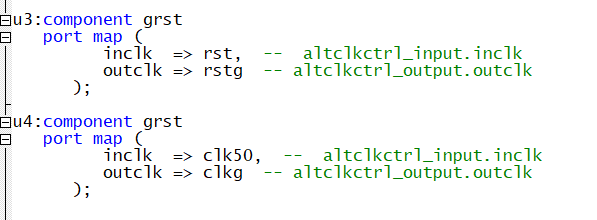 u3:component grst
port map (
inclk => rst, -- altclkctrl_input.inclk
outclk => rstg -- altclkctrl_output.outclk
);
u4:component grst
port map (
inclk => clk50, -- altclkctrl_input.inclk
outclk => clkg -- altclkctrl_output.outclk
);